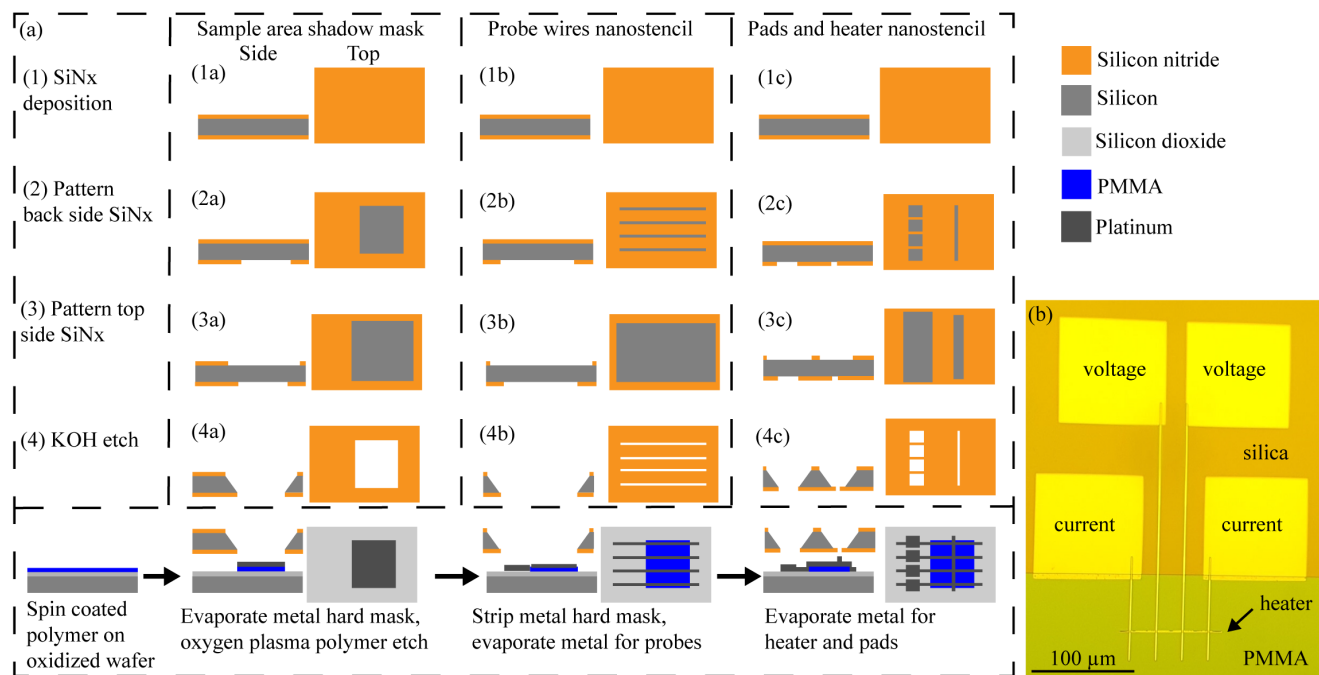 (a)
Sample area shadow mask
Side
Top
Probe wires nanostencil
Pads and heater nanostencil
(1) SiNx
deposition
(1a)
(1b)
(1c)
(2) Pattern
back side SiNx
(2a)
(2b)
(2c)
(3) Pattern top
side SiNx
(3a)
(3b)
(3c)
(4) KOH etch
(4a)
(4b)
(4c)
Spin coated
polymer on
oxidized wafer
Evaporate metal hard mask,
oxygen plasma polymer etch
Strip metal hard mask,
evaporate metal for probes
Evaporate metal for
heater and pads
Silicon nitride
Silicon
Silicon dioxide
PMMA
Platinum
(b)
voltage
voltage
silica
current
current
heater
100 µm
PMMA